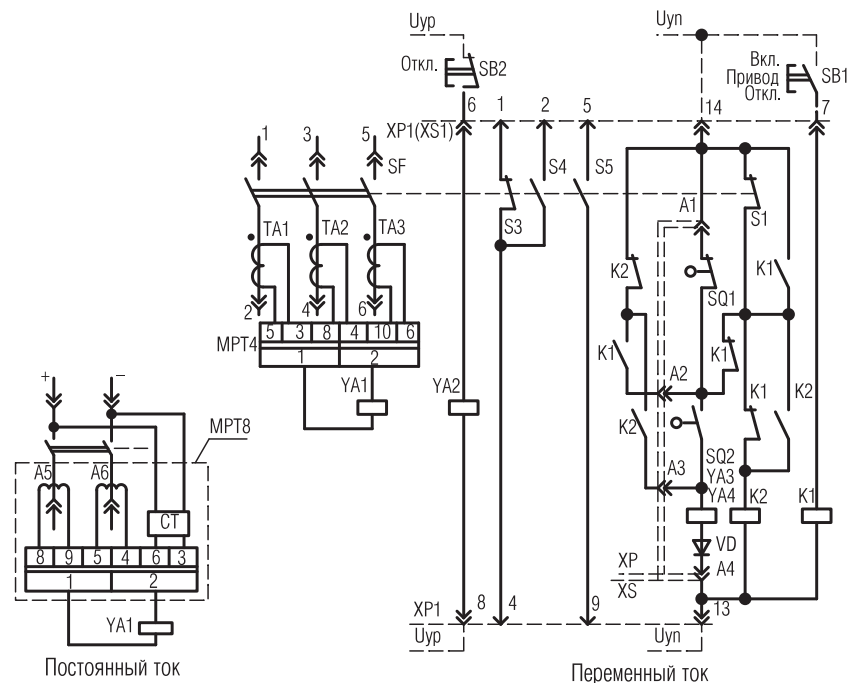 Uур
Uуп
Откл.
SB2
Вкл.
Привод
Откл.
SB1
6
1
2
5
14
7
XP1(XS1)
1
3
5
SF
S4
S5
A1
S1
TA1
TA2
TA3
S3
K2
SQ1
K1
2
4
6
5
3
8
4
10
6
МРТ4
1
2
K1
K1
A2
YA1
YA2
K2
K1
K2
+
–
МРТ8
SQ2
A3
YA3
YA4
K2
K1
A5
A6
СТ
VD
8
9
5
4
6
3
XP
A4
XS
1
2
XP1
8
4
9
13
YA1
Uур
Uуп
Постоянный ток
Переменный ток